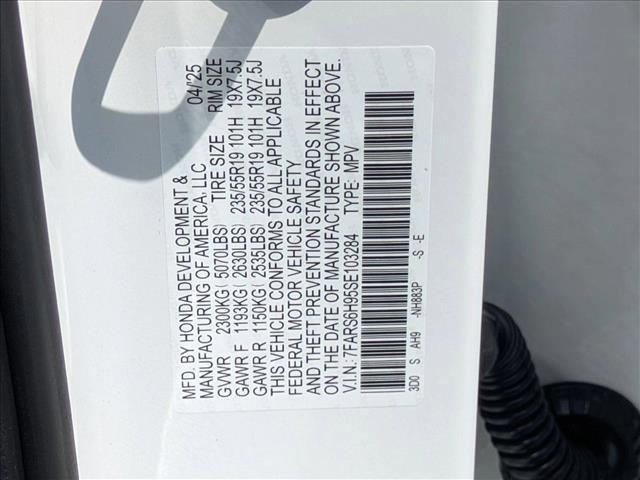 MFD. BY HONDA DEVELOPMENT & 04/25
MANUFACTURING OF AMERICA, LLC
TIRE SIZE RIM SIZE
GVWR 2300KG( 5070LBS)
GAWR F 1193KG( 2630LBS) 235/55R19 101H 19X7.5J
GAWR R 1150KG( 2535LBS) 235/55R19 101H 19X7.5J
THIS VEHICLE CONFORMS TO ALL APPLICABLE
FEDERAL MOTOR VEHICLE SAFETY
AND THEFT PREVENTION STANDARDS IN EFFECT
ON THE DATE OF MANUFACTURE SHOWN ABOVE.
V.I.N.: 7FARS6H95SE103284 TYPE: MPV
3D0 S AH9 -NH883P -S -E